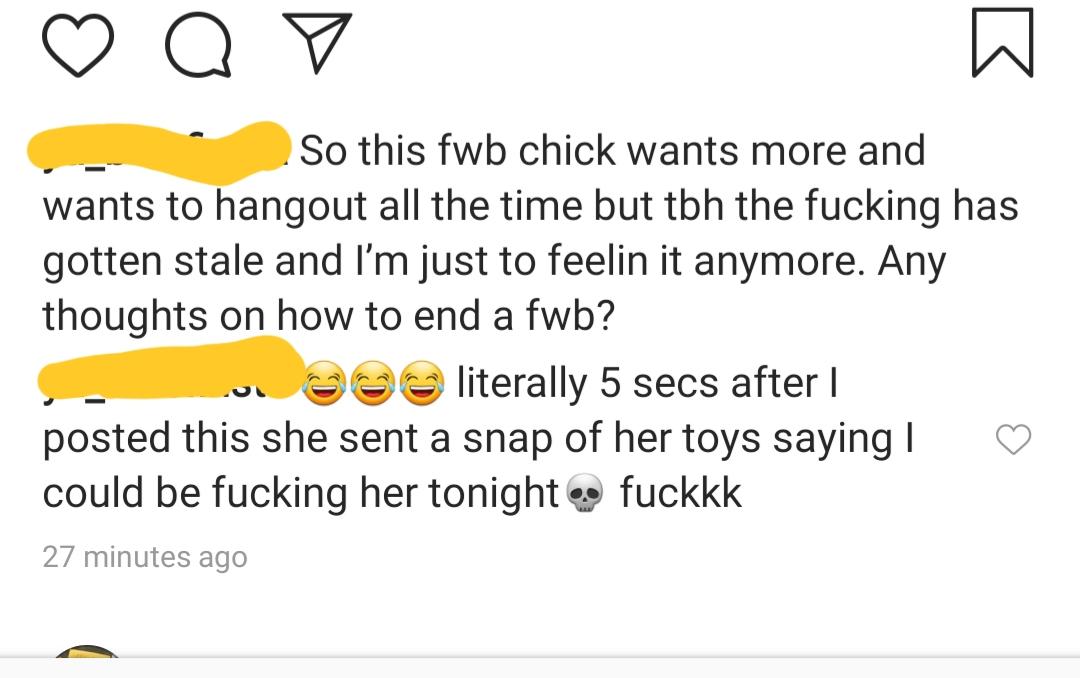 So this fwb chick wants more and
wants to hangout all the time but tbh the fucking has
gotten stale and I’m just to feelin it anymore. Any
thoughts on how to end a fwb?
😂😂😂 literally 5 secs after I
posted this she sent a snap of her toys saying I
could be fucking her tonight💀 fuckkk
27 minutes ago